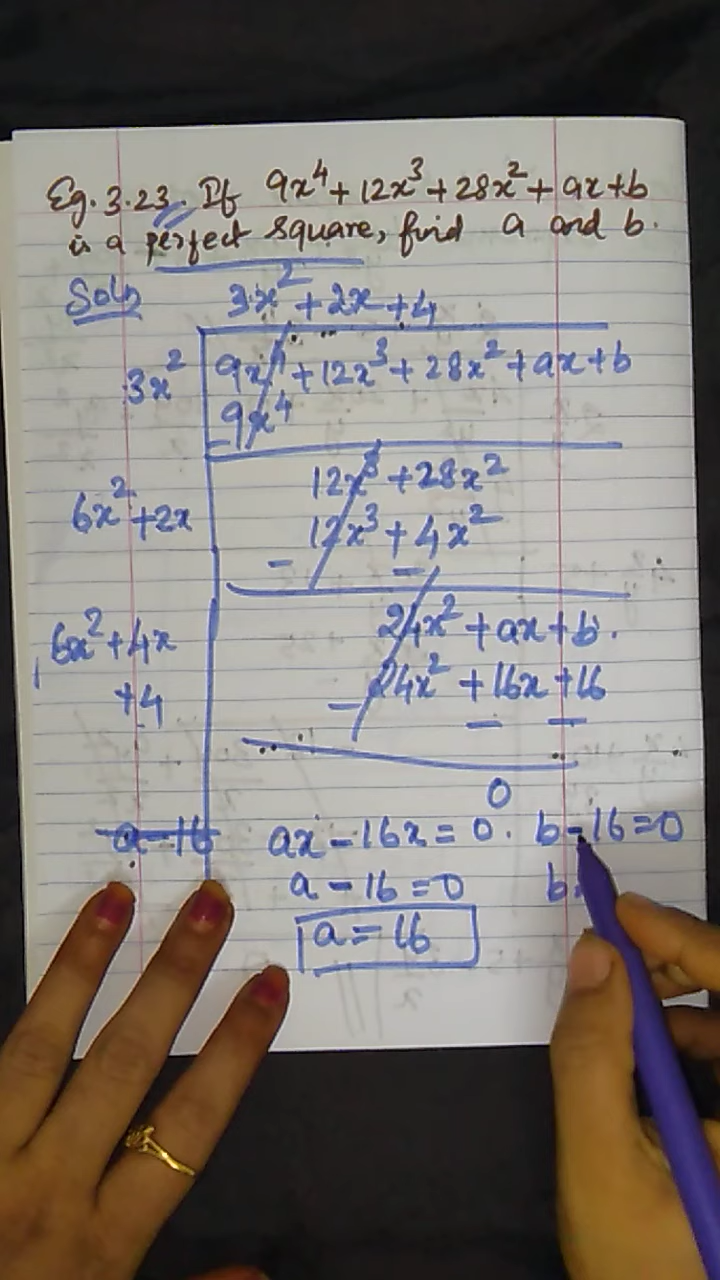 Eg. 3.23. If 9x⁴ + 12x³ + 28x² + ax + b
is a perfect square, find a and b.
Soln
3x² + 2x + 4
3x² 9x⁴ + 12x³ + 28x² + ax + b
9x⁴
−
12x³ + 28x²
6x² + 2x 12x³ + 4x²
− −
24x² + ax + b.
6x² + 4x
+4 24x² + 16x + 16
− − −
0
a − 16 ax − 16x = 0. b − 16 = 0
a − 16 = 0 b
a = 16